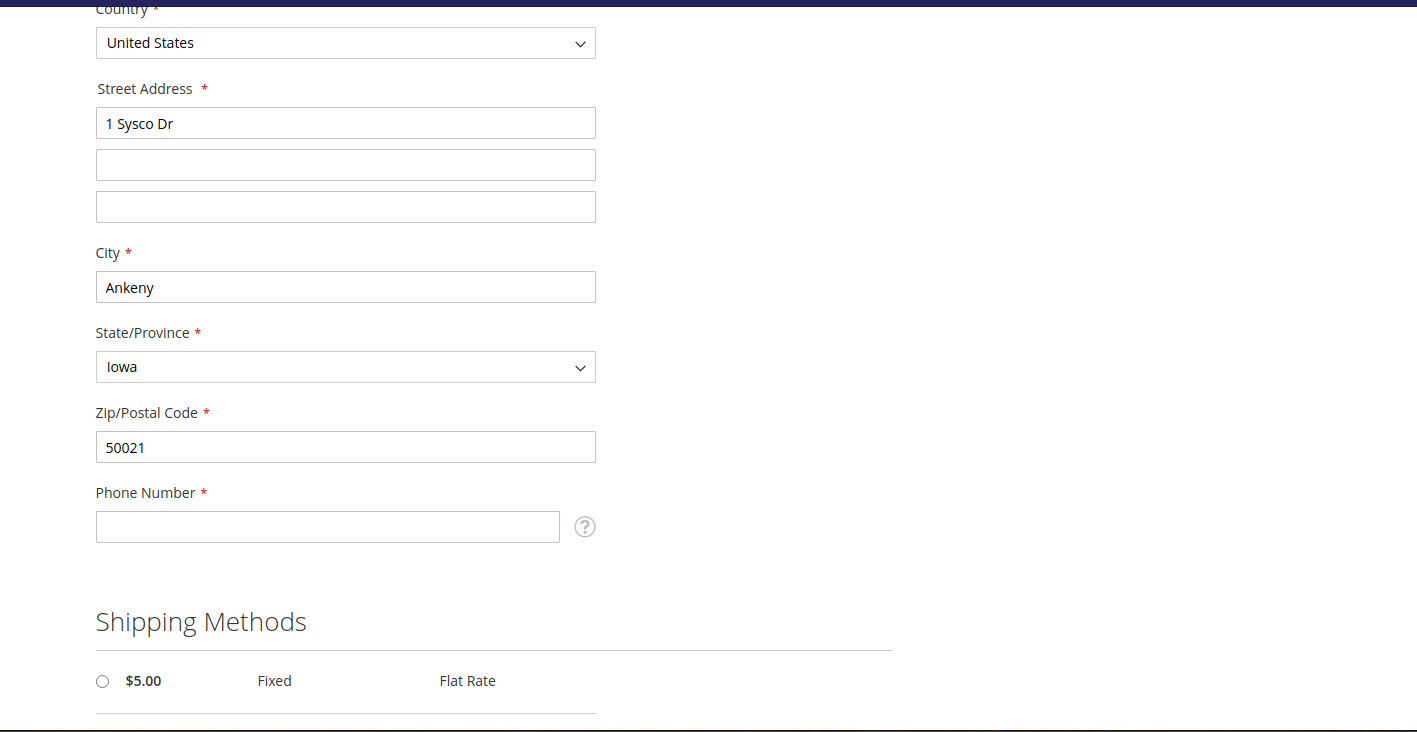 Country *
United States
Street Address *
1 Sysco Dr
City *
Ankeny
State/Province *
Iowa
Zip/Postal Code *
50021
Phone Number *
?
Shipping Methods
$5.00 Fixed Flat Rate